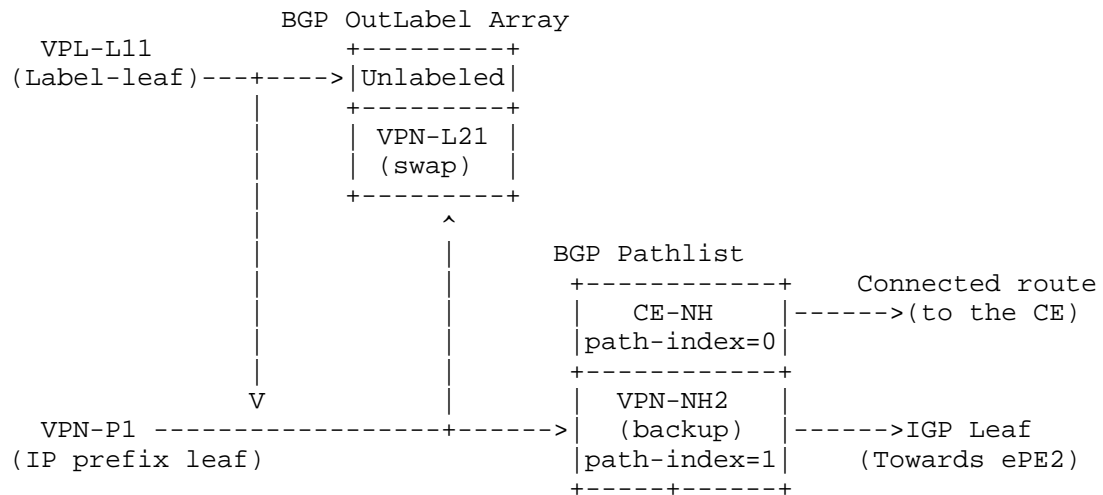 BGP OutLabel Array
VPL-L11
(Label-leaf)
Unlabeled
VPN-L21
(swap)
BGP Pathlist
CE-NH
path-index=0
Connected route
(to the CE)
VPN-P1
(IP prefix leaf)
VPN-NH2
(backup)
path-index=1
IGP Leaf
(Towards ePE2)